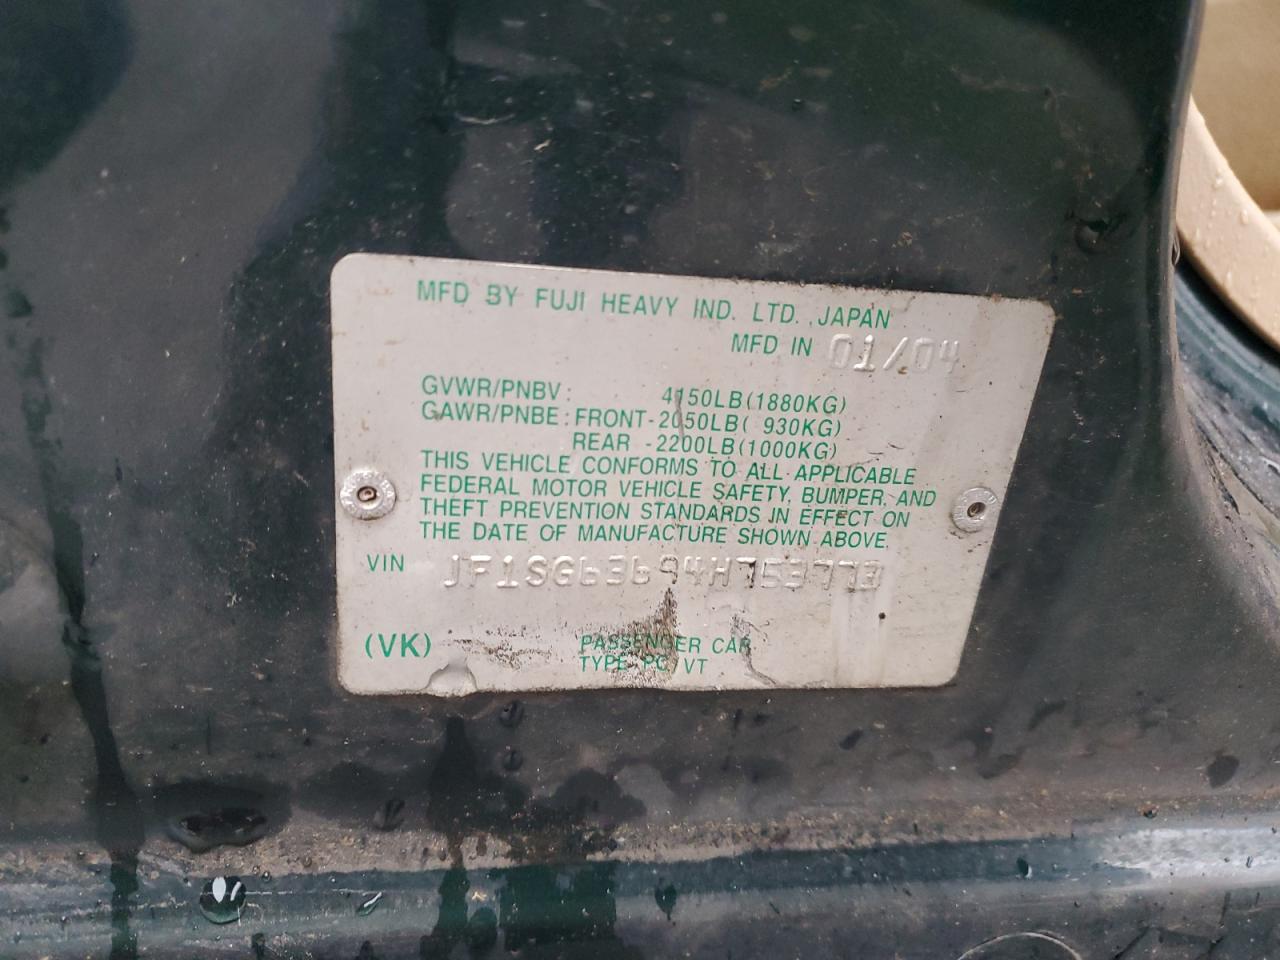 MFD BY FUJI HEAVY IND. LTD. JAPAN
MFD IN 01/04
GVWR/PNBV: 4150LB(1880KG)
GAWR/PNBE: FRONT-2050LB( 930KG)
REAR -2200LB(1000KG)
THIS VEHICLE CONFORMS TO ALL APPLICABLE
FEDERAL MOTOR VEHICLE SAFETY, BUMPER, AND
THEFT PREVENTION STANDARDS IN EFFECT ON
THE DATE OF MANUFACTURE SHOWN ABOVE.
VIN JF1SG63694H753773
(VK) PASSENGER CAR
TYPE PC VT